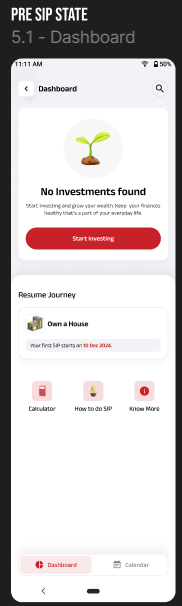 PRE SIP STATE
5.1 - Dashboard
11:11 AM
50%
Dashboard
No Investments found
Start investing and grow your wealth. Keep your finances
healthy that's a part of your everyday life.
Start Investing
Resume Journey
Own a House
Your first SIP starts on 10 Dec 2024.
Calculator
How to do SIP
Know More
Dashboard
Calendar